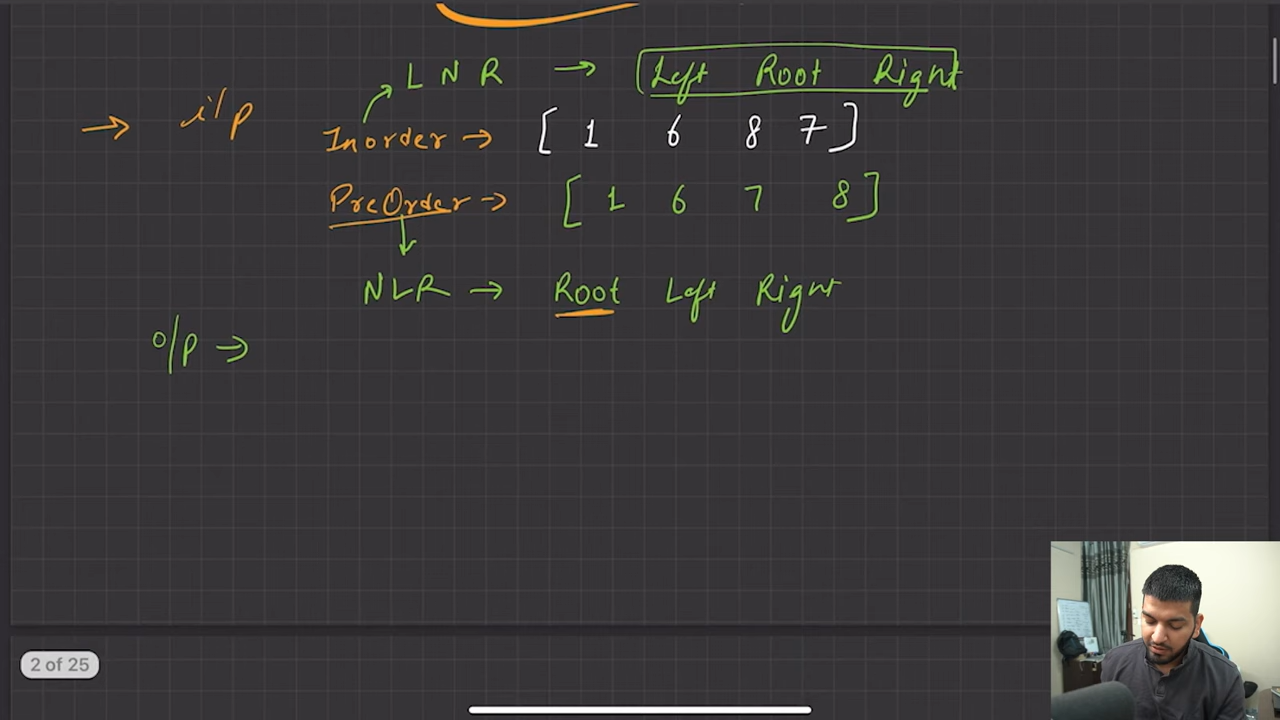 L N R → [Left Root Right]
→ i/p Inorder → [ 1 6 8 7 ]
PreOrder → [ 1 6 7 8 ]
NLR → Root Left Right
o/p →
2 of 25